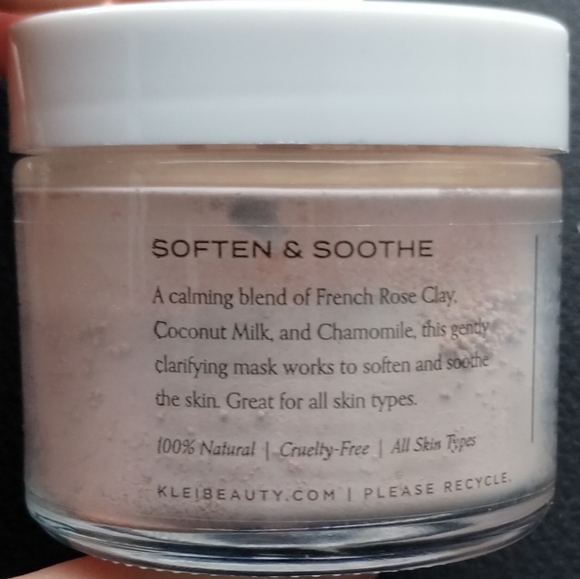 SOFTEN & SOOTHE
A calming blend of French Rose Clay,
Coconut Milk, and Chamomile, this gently
clarifying mask works to soften and soothe
the skin. Great for all skin types.
100% Natural | Cruelty-Free | All Skin Types
KLEIBEAUTY.COM | PLEASE RECYCLE.